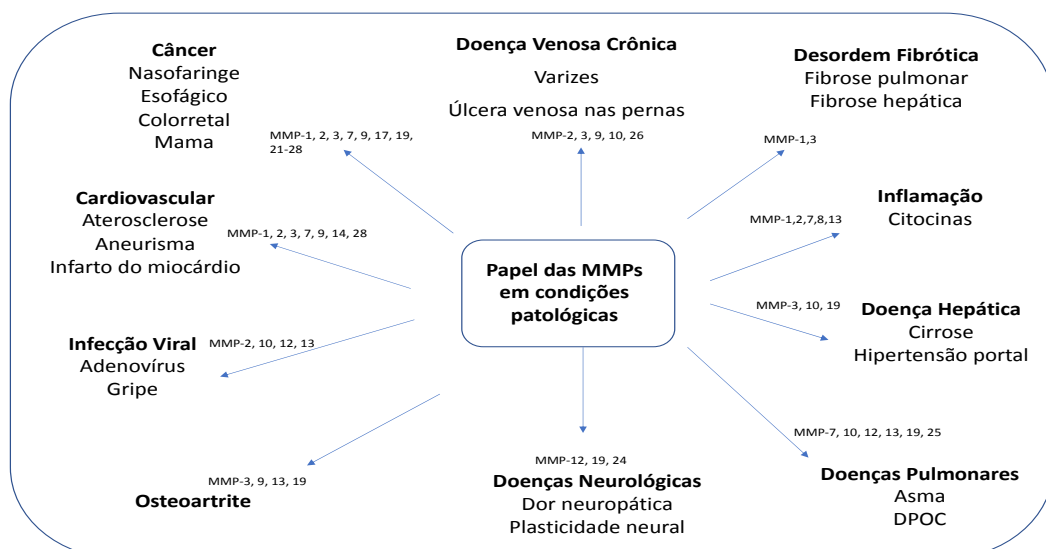 Câncer
Nasofaringe
Esofágico
Colorretal
Mama
MMP-1, 2, 3, 7, 9, 17, 19,
21-28
Doença Venosa Crônica
Varizes
Úlcera venosa nas pernas
MMP-2, 3, 9, 10, 26
Desordem Fibrótica
Fibrose pulmonar
Fibrose hepática
MMP-1,3
Cardiovascular
Aterosclerose
Aneurisma
Infarto do miocárdio
MMP-1, 2, 3, 7, 9, 14, 28
Inflamação
Citocinas
MMP-1,2,7,8,13
Papel das MMPs
em condições
patológicas
Infecção Viral
Adenovírus
Gripe
MMP-2, 10, 12, 13
MMP-3, 10, 19
Doença Hepática
Cirrose
Hipertensão portal
MMP-3, 9, 13, 19
Osteoartrite
MMP-12, 19, 24
Doenças Neurológicas
Dor neuropática
Plasticidade neural
MMP-7, 10, 12, 13, 19, 25
Doenças Pulmonares
Asma
DPOC